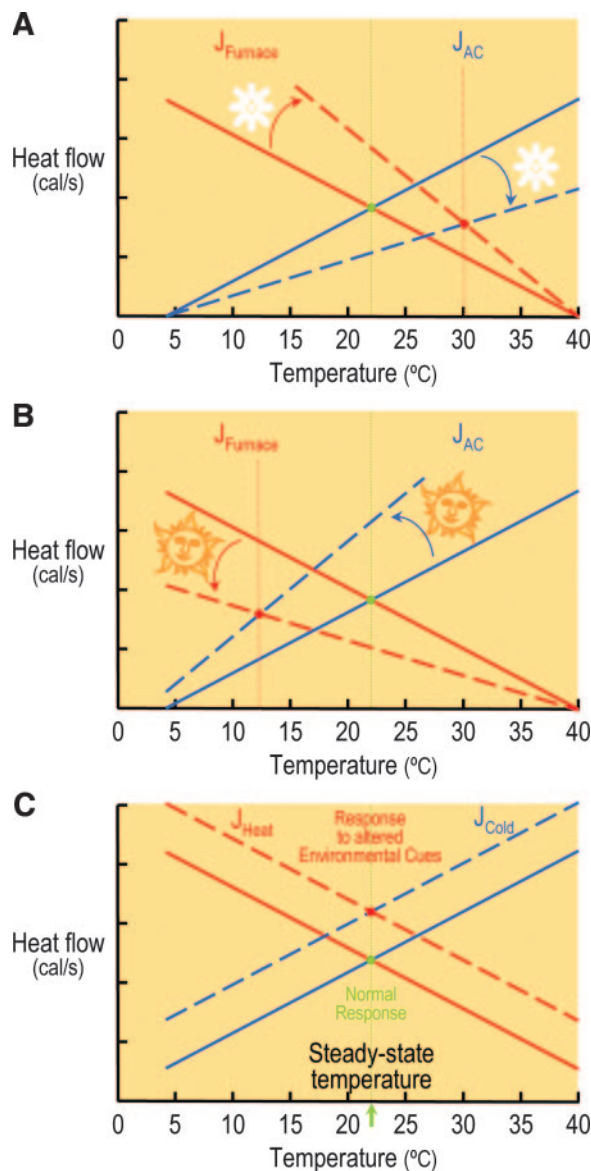 A
J_Furnace
J_AC
Heat flow
(cal/s)
0 5 10 15 20 25 30 35 40
Temperature (ºC)
B
J_Furnace
J_AC
Heat flow
(cal/s)
0 5 10 15 20 25 30 35 40
Temperature (ºC)
C
J_Heat
Response
to altered
Environmental Cues
J_Cold
Heat flow
(cal/s)
Normal
Response
Steady-state
temperature
0 5 10 15 20 25 30 35 40
Temperature (ºC)